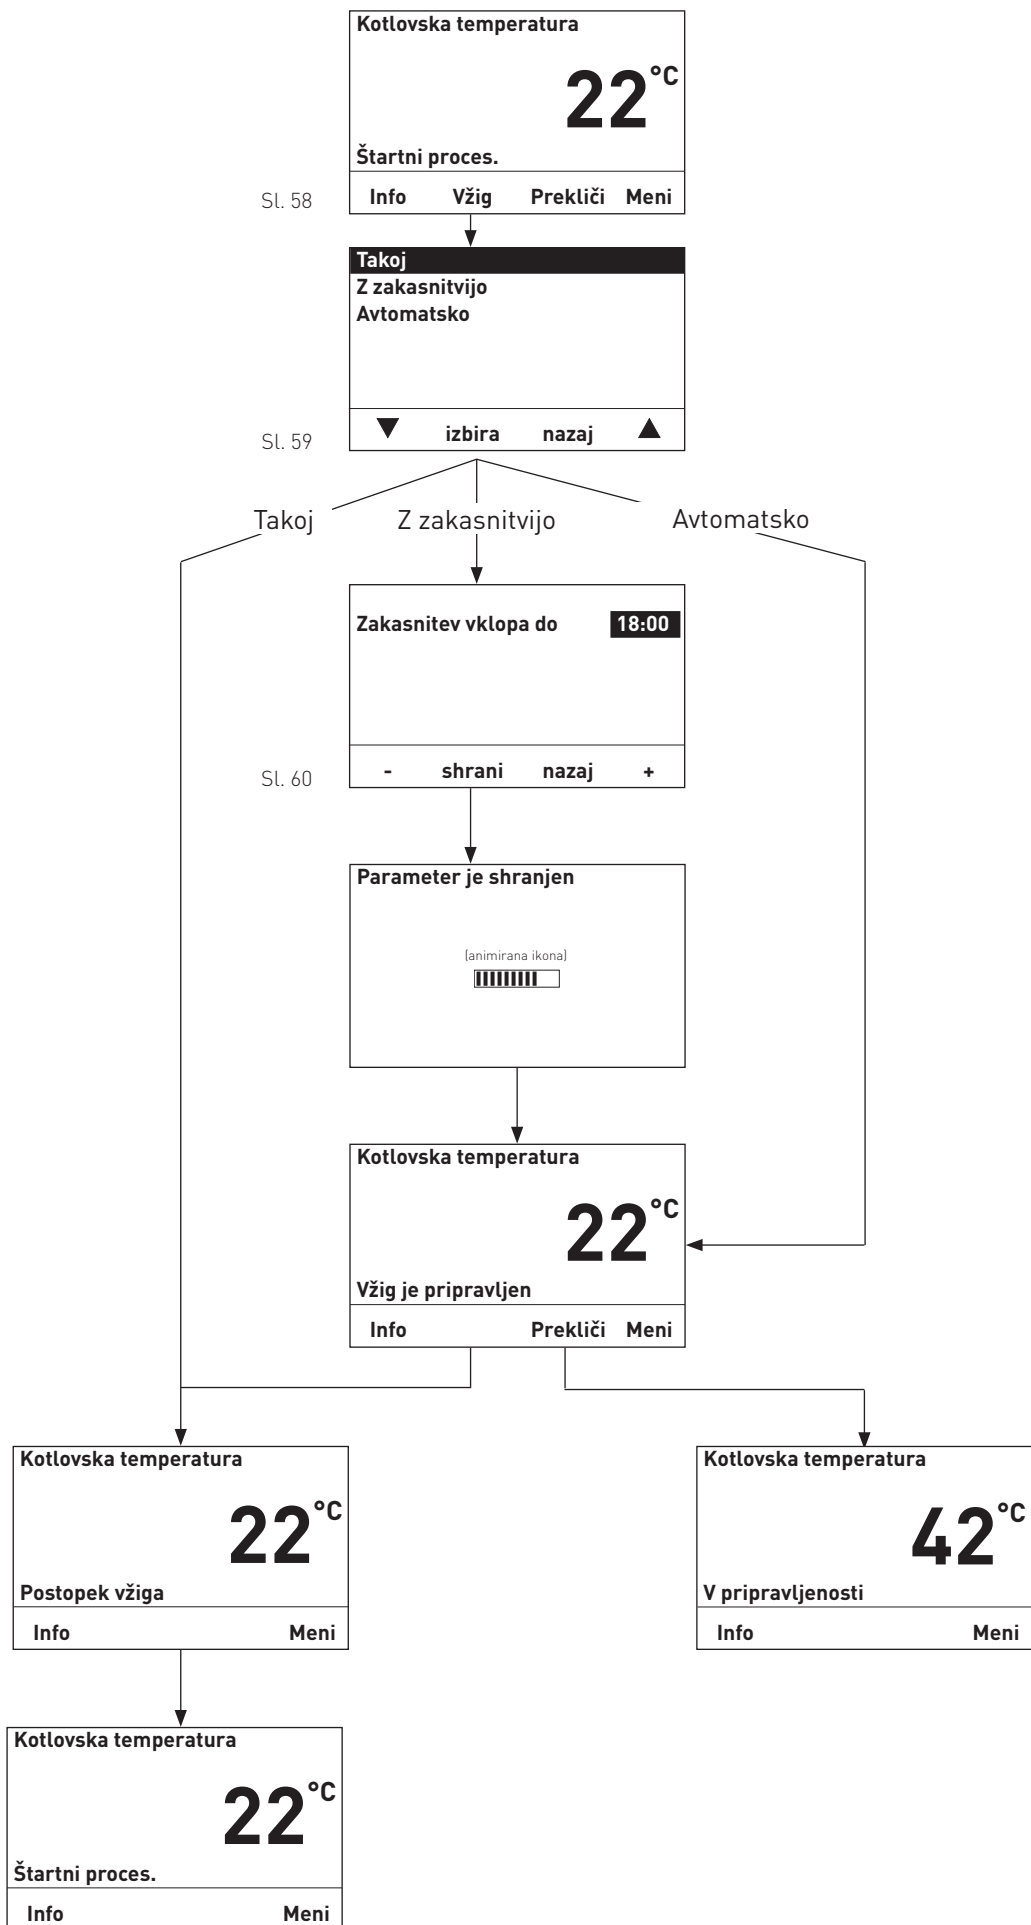 Kotlovska temperatura
22 °C
Štartni proces.
Info Vžig Prekliči Meni
Sl. 58
Takoj
Z zakasnitvijo
Avtomatsko
▼ izbira nazaj ▲
Sl. 59
Takoj Z zakasnitvijo Avtomatsko
Zakasnitev vklopa do 18:00
- shrani nazaj +
Sl. 60
Parameter je shranjen
(animirana ikona)
Kotlovska temperatura
22 °C
Vžig je pripravljen
Info Prekliči Meni
Kotlovska temperatura
22 °C
Postopek vžiga
Info Meni
Kotlovska temperatura
42 °C
V pripravljenosti
Info Meni
Kotlovska temperatura
22 °C
Štartni proces.
Info Meni